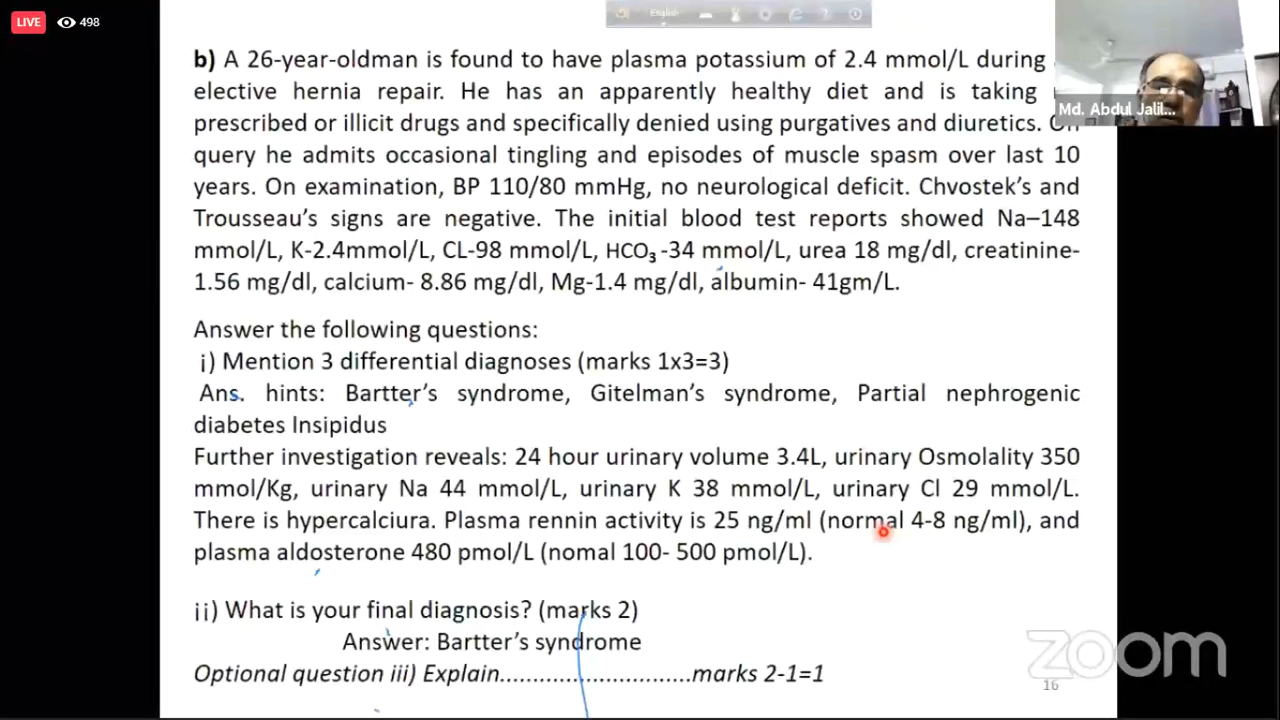 LIVE 498
English
b) A 26-year-oldman is found to have plasma potassium of 2.4 mmol/L during
elective hernia repair. He has an apparently healthy diet and is taking
Md. Abdul Jalil...
prescribed or illicit drugs and specifically denied using purgatives and diuretics. On
query he admits occasional tingling and episodes of muscle spasm over last 10
years. On examination, BP 110/80 mmHg, no neurological deficit. Chvostek's and
Trousseau's signs are negative. The initial blood test reports showed Na–148
mmol/L, K-2.4mmol/L, CL-98 mmol/L, HCO₃ -34 mmol/L, urea 18 mg/dl, creatinine-
1.56 mg/dl, calcium- 8.86 mg/dl, Mg-1.4 mg/dl, albumin- 41gm/L.
Answer the following questions:
i) Mention 3 differential diagnoses (marks 1x3=3)
Ans. hints: Bartter's syndrome, Gitelman's syndrome, Partial nephrogenic
diabetes Insipidus
Further investigation reveals: 24 hour urinary volume 3.4L, urinary Osmolality 350
mmol/Kg, urinary Na 44 mmol/L, urinary K 38 mmol/L, urinary Cl 29 mmol/L.
There is hypercalciura. Plasma rennin activity is 25 ng/ml (normal 4-8 ng/ml), and
plasma aldosterone 480 pmol/L (nomal 100- 500 pmol/L).
ii) What is your final diagnosis? (marks 2)
Answer: Bartter's syndrome
Optional question iii) Explain............................marks 2-1=1
zoom
16